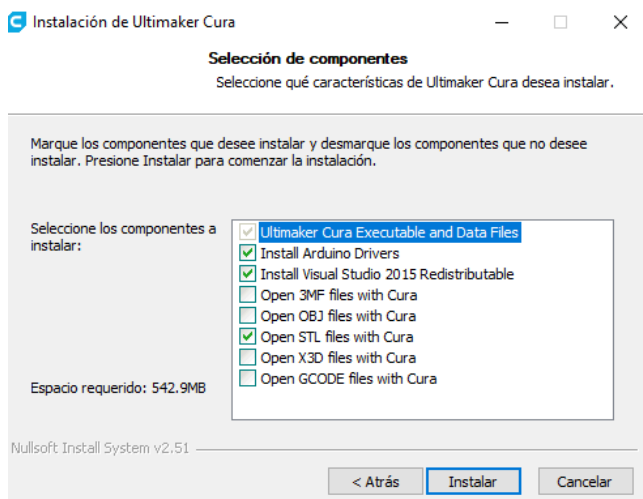 Instalación de Ultimaker Cura
Selección de componentes
Seleccione qué características de Ultimaker Cura desea instalar.
Marque los componentes que desee instalar y desmarque los componentes que no desee
instalar. Presione Instalar para comenzar la instalación.
Seleccione los componentes a
instalar:
Ultimaker Cura Executable and Data Files
Install Arduino Drivers
Install Visual Studio 2015 Redistributable
Open 3MF files with Cura
Open OBJ files with Cura
Open STL files with Cura
Open X3D files with Cura
Open GCODE files with Cura
Espacio requerido: 542.9MB
Nullsoft Install System v2.51
< Atrás
Instalar
Cancelar